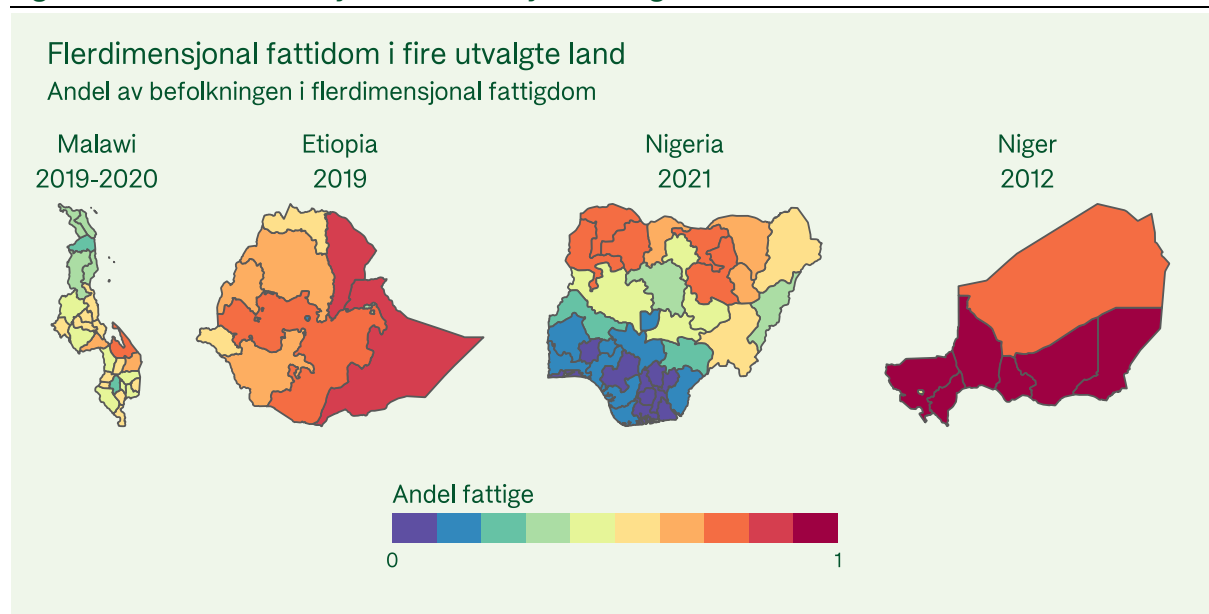 Flerdimensjonal fattidom i fire utvalgte land
Andel av befolkningen i flerdimensjonal fattigdom
Malawi
2019-2020
Etiopia
2019
Nigeria
2021
Niger
2012
Andel fattige
0
1